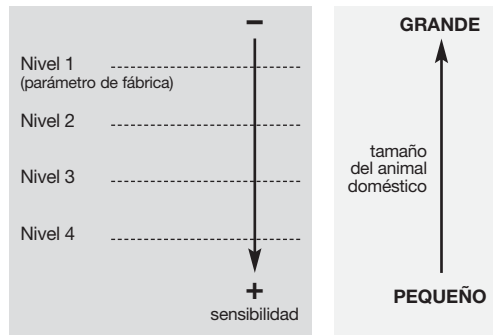 −
Nivel 1
(parámetro de fábrica)
Nivel 2
Nivel 3
Nivel 4
+
sensibilidad
GRANDE
tamaño
del animal
doméstico
PEQUEÑO